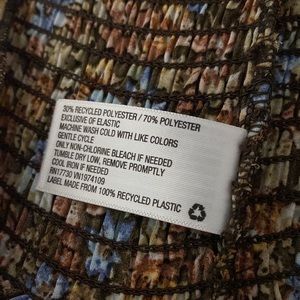 30% RECYCLED POLYESTER / 70% POLYESTER
EXCLUSIVE OF ELASTIC
MACHINE WASH COLD WITH LIKE COLORS
GENTLE CYCLE
ONLY NON-CHLORINE BLEACH IF NEEDED
TUMBLE DRY LOW, REMOVE PROMPTLY
COOL IRON IF NEEDED
RN17730 VN1974109
LABEL MADE FROM 100% RECYCLED PLASTIC